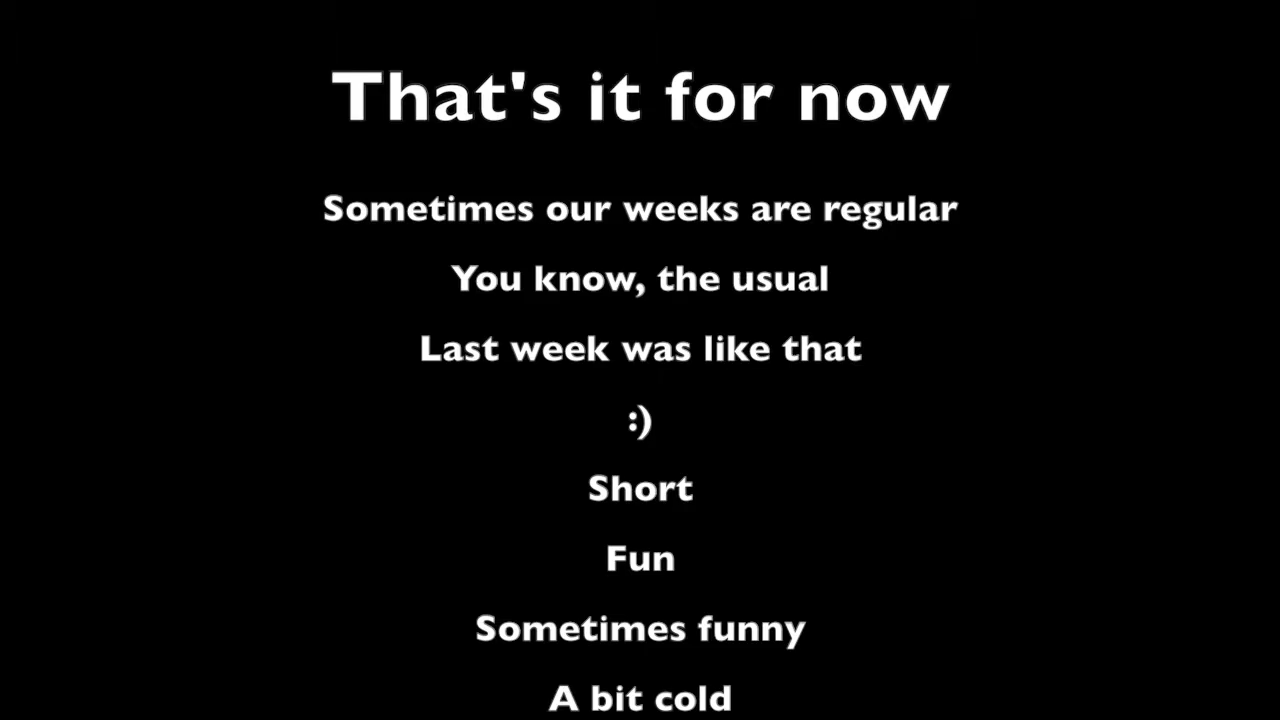 That's it for now
Sometimes our weeks are regular
You know, the usual
Last week was like that
:)
Short
Fun
Sometimes funny
A bit cold